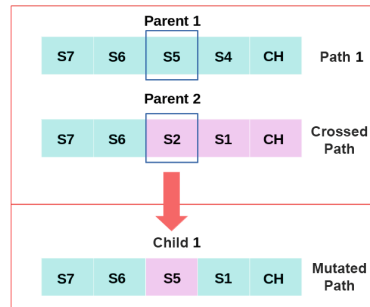 Parent 1
S7 S6 S5 S4 CH Path 1
Parent 2
S7 S6 S2 S1 CH Crossed
Path
Child 1
S7 S6 S5 S1 CH Mutated
Path